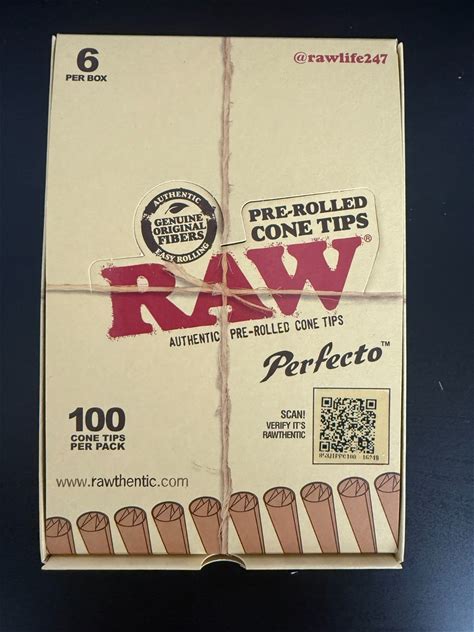 6
PER BOX
@rawlife247
AUTHENTIC
GENUINE
ORIGINAL
FIBERS
EASY ROLLING
PRE-ROLLED
CONE TIPS
RAW®
AUTHENTIC PRE-ROLLED CONE TIPS
Perfecto™
100
CONE TIPS
PER PACK
SCAN!
VERIFY IT'S
RAWTHENTIC
www.rawthentic.com